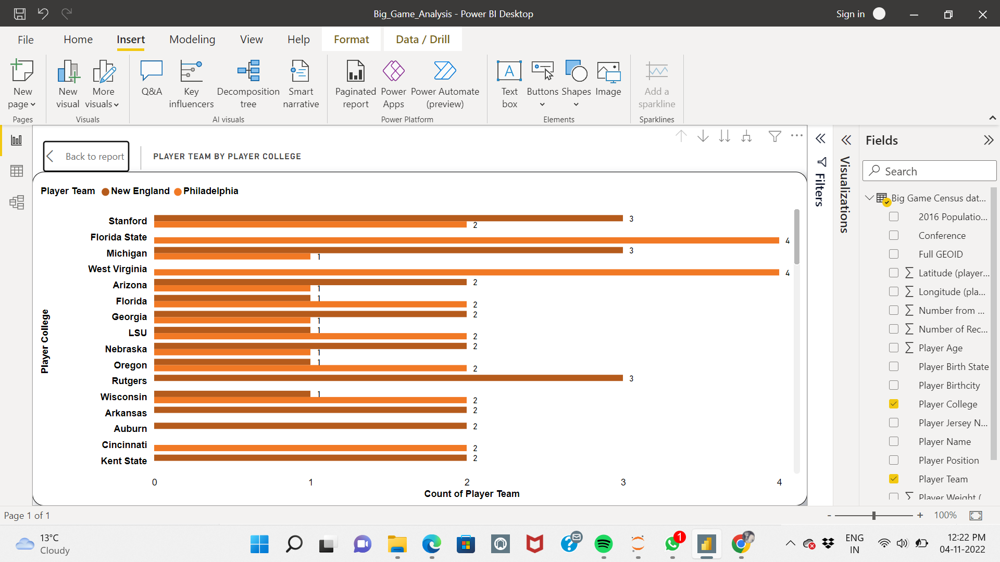 Big_Game_Analysis - Power BI Desktop
Sign in
File Home Insert Modeling View Help Format Data / Drill
New page
New visual
More visuals
Q&A
Key influencers
Decomposition tree
Smart narrative
Paginated report
Power Apps
Power Automate (preview)
Text box
Buttons
Shapes
Image
Add a sparkline
Pages
Visuals
AI visuals
Power Platform
Elements
Sparklines
Back to report
PLAYER TEAM BY PLAYER COLLEGE
Player Team New England Philadelphia
Player College
Stanford 3
2
Florida State 4
Michigan 3
1
West Virginia 4
Arizona 2
1
Florida 1
2
Georgia 2
1
LSU 1
2
Nebraska 2
1
Oregon 1
2
Rutgers 3
Wisconsin 1
2
Arkansas 2
Auburn 2
Cincinnati 2
Kent State 2
0 1 2 3 4
Count of Player Team
Filters
Visualizations
Fields
Search
Big Game Census dat...
2016 Populatio...
Conference
Full GEOID
Latitude (player...
Longitude (pla...
Number from ...
Number of Rec...
Player Age
Player Birth State
Player Birthcity
Player College
Player Jersey N...
Player Name
Player Position
Player Team
Player Weight (
Page 1 of 1
- + 100%
13°C
Cloudy
1
ENG
IN
12:22 PM
04-11-2022